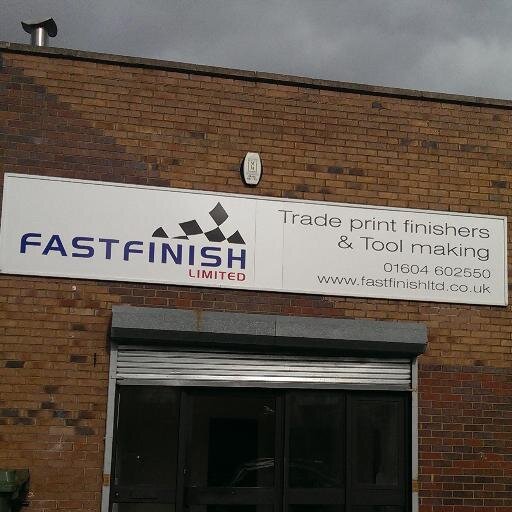 FASTFINISH
LIMITED
Trade print finishers
& Tool making
01604 602550
www.fastfinishltd.co.uk